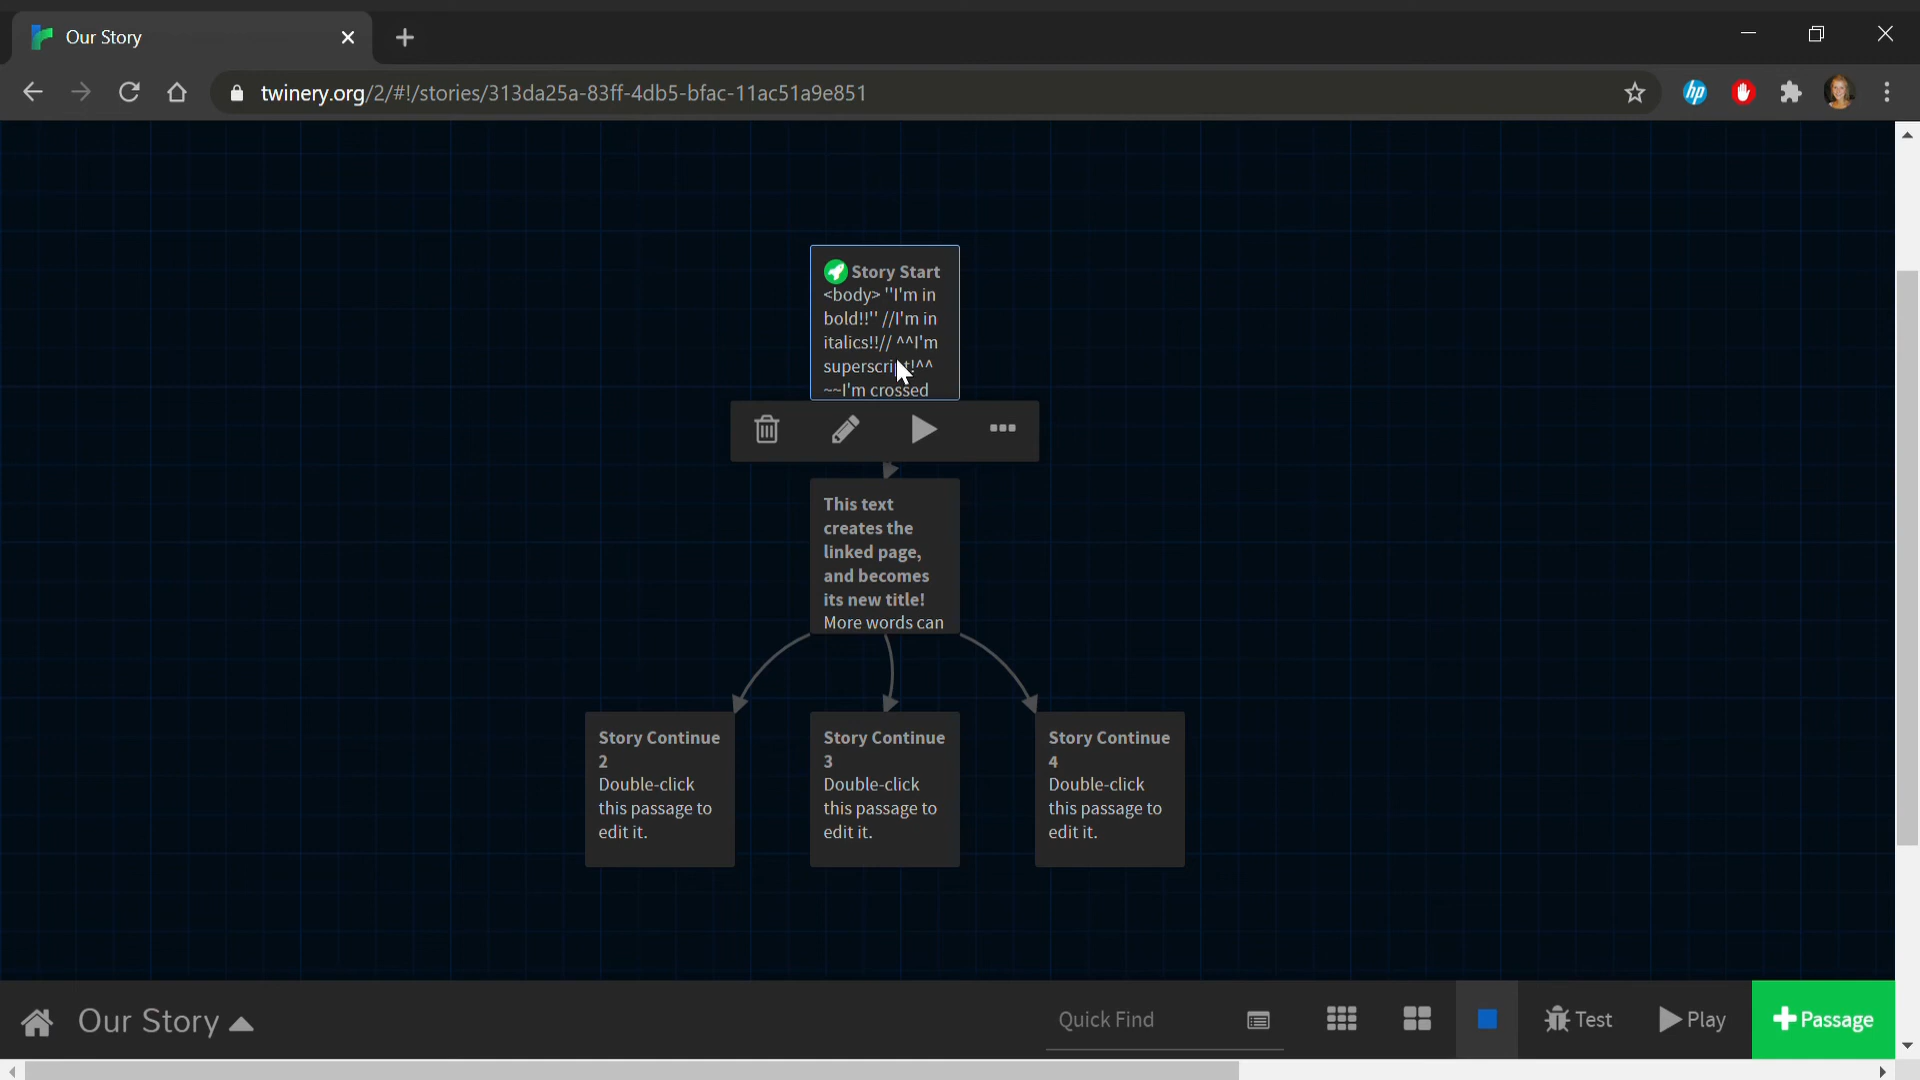 Our Story
twinery.org/2/#!/stories/313da25a-83ff-4db5-bfac-11ac51a9e851
hp
Story Start
<body> "I'm in
bold!!" //I'm in
italics!!// ^^I'm
superscript!^^
~~I'm crossed
This text
creates the
linked page,
and becomes
its new title!
More words can
Story Continue
2
Double-click
this passage to
edit it.
Story Continue
3
Double-click
this passage to
edit it.
Story Continue
4
Double-click
this passage to
edit it.
Our Story
Quick Find
Test
Play
Passage